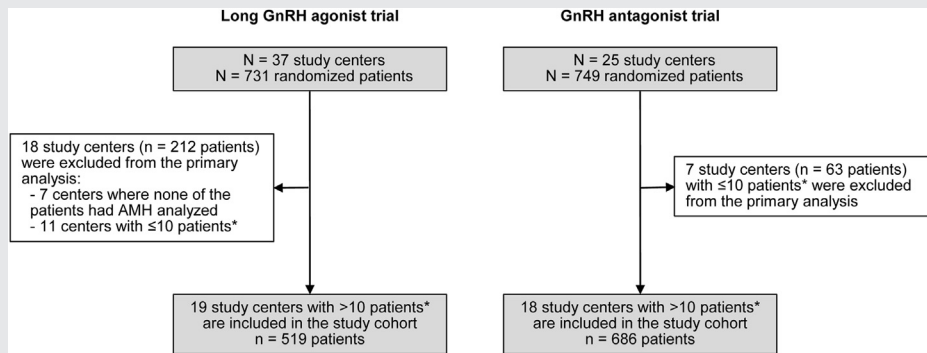 Long GnRH agonist trial
N = 37 study centers
N = 731 randomized patients
18 study centers (n = 212 patients)
were excluded from the primary
analysis:
- 7 centers where none of the
patients had AMH analyzed
- 11 centers with ≤10 patients*
19 study centers with >10 patients*
are included in the study cohort
n = 519 patients
GnRH antagonist trial
N = 25 study centers
N = 749 randomized patients
7 study centers (n = 63 patients)
with ≤10 patients* were excluded
from the primary analysis
18 study centers with >10 patients*
are included in the study cohort
n = 686 patients